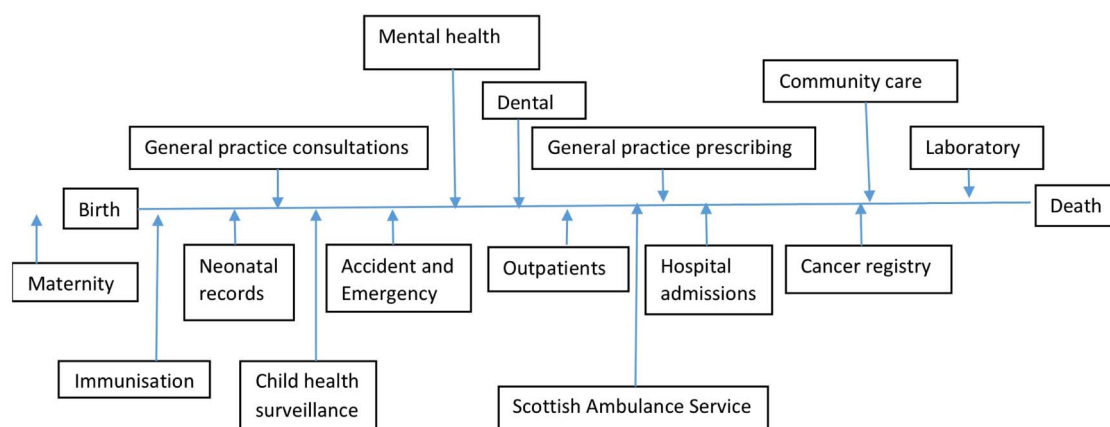 Mental health
Community care
Dental
General practice consultations
General practice prescribing
Laboratory
Birth
Death
Maternity
Neonatal
records
Accident and
Emergency
Outpatients
Hospital
admissions
Cancer registry
Immunisation
Child health
surveillance
Scottish Ambulance Service